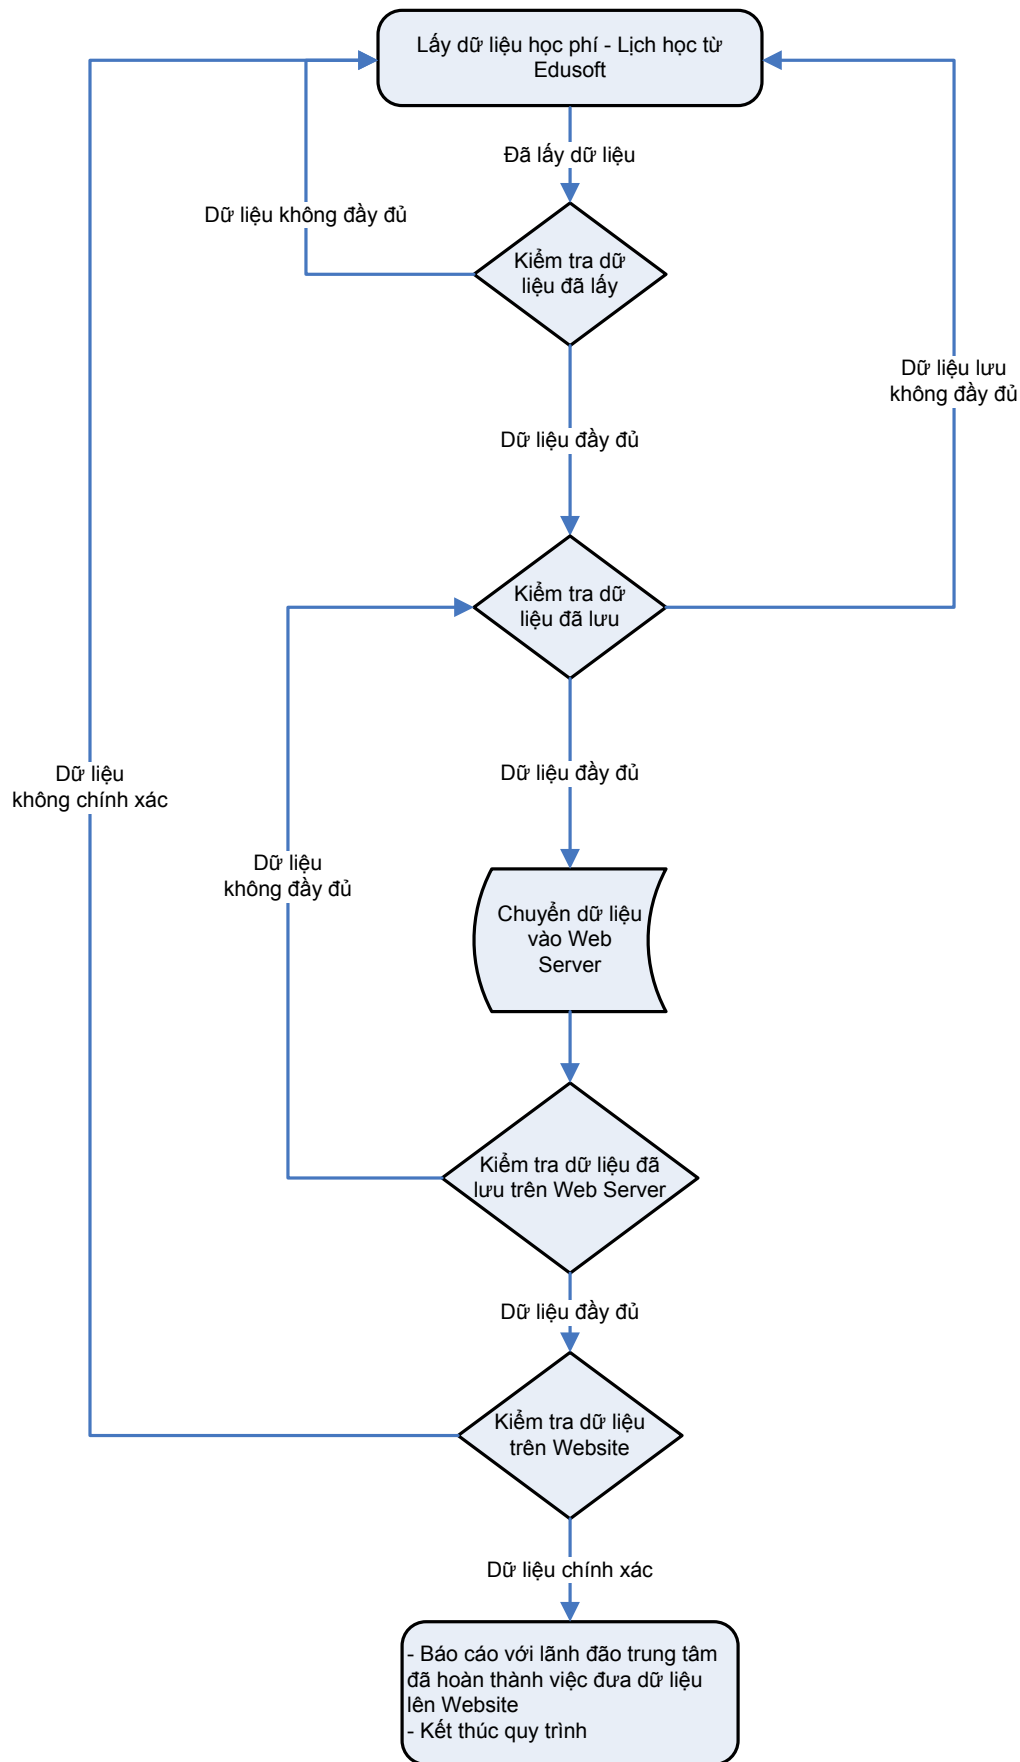 Lấy dữ liệu học phí - Lịch học từ
Edusoft
Đã lấy dữ liệu
Dữ liệu không đầy đủ
Kiểm tra dữ
liệu đã lấy
Dữ liệu lưu
không đầy đủ
Dữ liệu đầy đủ
Kiểm tra dữ
liệu đã lưu
Dữ liệu đầy đủ
Dữ liệu
không chính xác
Dữ liệu
không đầy đủ
Chuyển dữ liệu
vào Web
Server
Kiểm tra dữ liệu đã
lưu trên Web Server
Dữ liệu đầy đủ
Kiểm tra dữ liệu
trên Website
Dữ liệu chính xác
- Báo cáo với lãnh đão trung tâm
đã hoàn thành việc đưa dữ liệu
lên Website
- Kết thúc quy trình